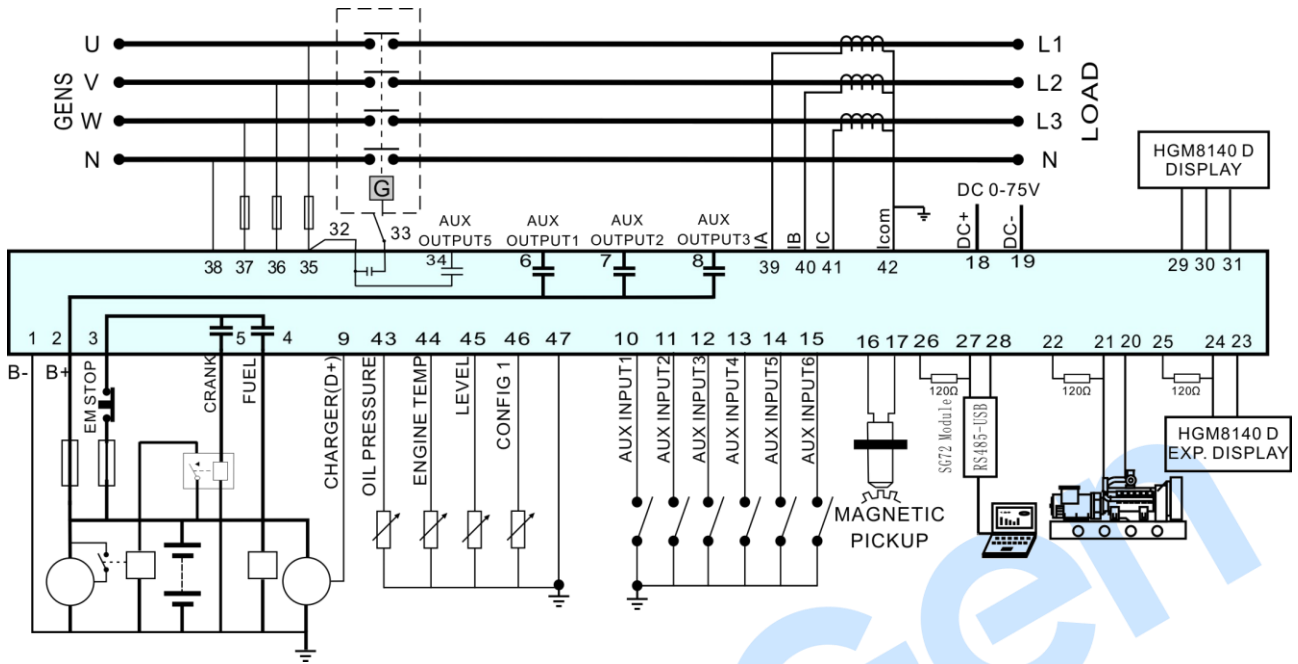 GENS
U
V
W
N
L1
L2
L3
N
LOAD
G
HGM8140 D
DISPLAY
DC 0-75V
32
33
AUX
OUTPUT5
AUX
OUTPUT1
AUX
OUTPUT2
AUX
OUTPUT3
IA
IB
IC
Icom
DC+
DC-
38
37
36
35
34
6
7
8
39
40
41
42
18
19
29
30
31
1
2
3
5
4
9
43
44
45
46
47
10
11
12
13
14
15
16
17
26
27
28
22
21
20
25
24
23
B-
B+
EM STOP
CRANK
FUEL
CHARGER(D+)
OIL PRESSURE
ENGINE TEMP
LEVEL
CONFIG 1
AUX INPUT1
AUX INPUT2
AUX INPUT3
AUX INPUT4
AUX INPUT5
AUX INPUT6
MAGNETIC
PICKUP
120Ω
SG72 Module
RS485-USB
120Ω
120Ω
HGM8140 D
EXP. DISPLAY
Gen